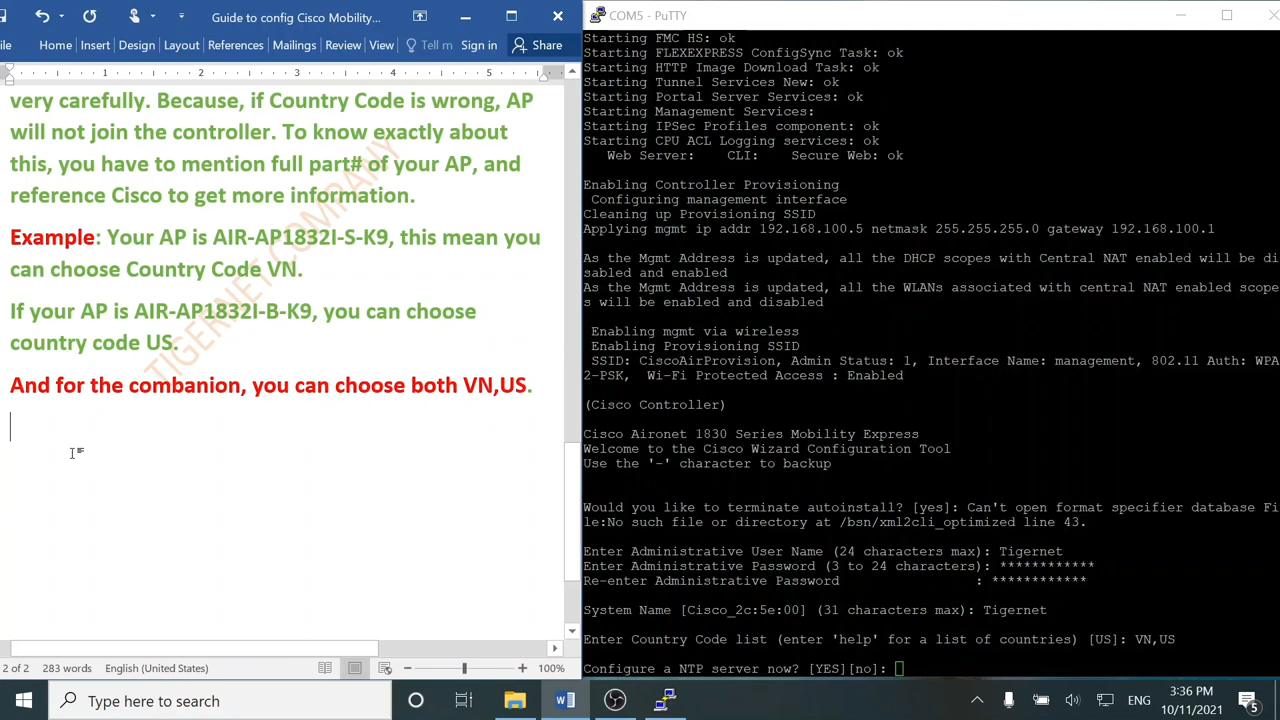 Guide to config Cisco Mobility...
ile Home Insert Design Layout References Mailings Review View Tell m Sign in Share
1 2 3 4 5
very carefully. Because, if Country Code is wrong, AP
will not join the controller. To know exactly about
this, you have to mention full part# of your AP, and
reference Cisco to get more information.
Example: Your AP is AIR-AP1832I-S-K9, this mean you
can choose Country Code VN.
If your AP is AIR-AP1832I-B-K9, you can choose
country code US.
And for the combanion, you can choose both VN,US.
TIGERNET.COMPANY
2 of 2 283 words English (United States) 100%
COM5 - PuTTY
Starting FMC HS: ok
Starting FLEXEXPRESS ConfigSync Task: ok
Starting HTTP Image Download Task: ok
Starting Tunnel Services New: ok
Starting Portal Server Services: ok
Starting Management Services:
Starting IPSec Profiles component: ok
Starting CPU ACL Logging services: ok
Web Server: CLI: Secure Web: ok
Enabling Controller Provisioning
Configuring management interface
Cleaning up Provisioning SSID
Applying mgmt ip addr 192.168.100.5 netmask 255.255.255.0 gateway 192.168.100.1
As the Mgmt Address is updated, all the DHCP scopes with Central NAT enabled will be di
sabled and enabled
As the Mgmt Address is updated, all the WLANs associated with central NAT enabled scope
s will be enabled and disabled
Enabling mgmt via wireless
Enabling Provisioning SSID
SSID: CiscoAirProvision, Admin Status: 1, Interface Name: management, 802.11 Auth: WPA
2-PSK, Wi-Fi Protected Access : Enabled
(Cisco Controller)
Cisco Aironet 1830 Series Mobility Express
Welcome to the Cisco Wizard Configuration Tool
Use the '-' character to backup
Would you like to terminate autoinstall? [yes]: Can't open format specifier database Fi
le:No such file or directory at /bsn/xml2cli_optimized line 43.
Enter Administrative User Name (24 characters max): Tigernet
Enter Administrative Password (3 to 24 characters): ************
Re-enter Administrative Password : ************
System Name [Cisco_2c:5e:00] (31 characters max): Tigernet
Enter Country Code list (enter 'help' for a list of countries) [US]: VN,US
Configure a NTP server now? [YES][no]:
Type here to search
ENG
3:36 PM
10/11/2021
5